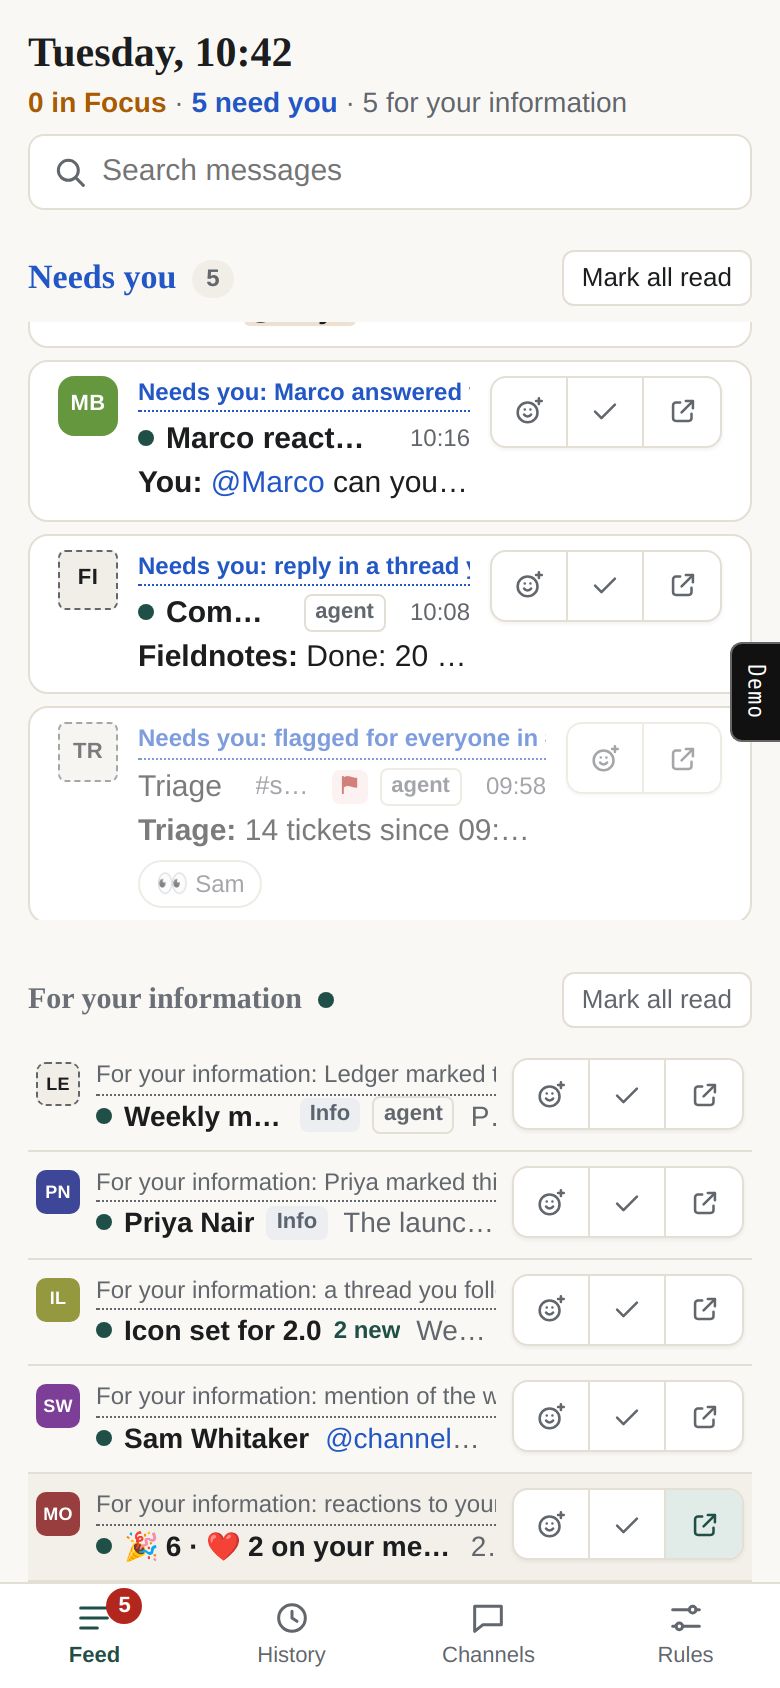 Tuesday, 10:42
0 in Focus · 5 need you · 5 for your information
Search messages
Needs you 5
Mark all read
MB
Needs you: Marco answered
Marco react… 10:16
You: @Marco can you…
FI
Needs you: reply in a thread
Com… agent 10:08
Fieldnotes: Done: 20 …
Demo
TR
Needs you: flagged for everyone in
Triage #s… agent 09:58
Triage: 14 tickets since 09:…
👀 Sam
For your information
Mark all read
LE
For your information: Ledger marked
Weekly m… Info agent P…
PN
For your information: Priya marked thi
Priya Nair Info The launc…
IL
For your information: a thread you foll
Icon set for 2.0 2 new We…
SW
For your information: mention of the w
Sam Whitaker @channel…
MO
For your information: reactions to your
🎉 6 · ❤️ 2 on your me… 2…
5
Feed
History
Channels
Rules